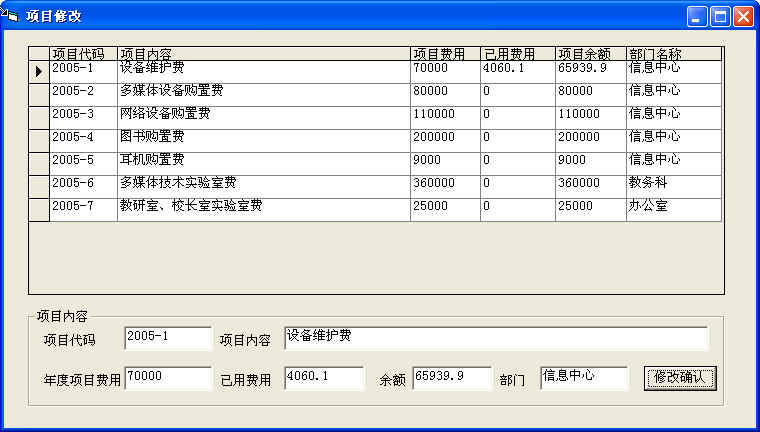 项目修改
项目代码 项目内容 项目费用 已用费用 项目余额 部门名称
2005-1 设备维护费 70000 4060.1 65939.9 信息中心
2005-2 多媒体设备购置费 80000 0 80000 信息中心
2005-3 网络设备购置费 110000 0 110000 信息中心
2005-4 图书购置费 200000 0 200000 信息中心
2005-5 耳机购置费 9000 0 9000 信息中心
2005-6 多媒体技术实验室费 360000 0 360000 教务科
2005-7 教研室、校长室实验室费 25000 0 25000 办公室
项目内容
项目代码 2005-1 项目内容 设备维护费
年度项目费用 70000 已用费用 4060.1 余额 65939.9 部门 信息中心 修改确认